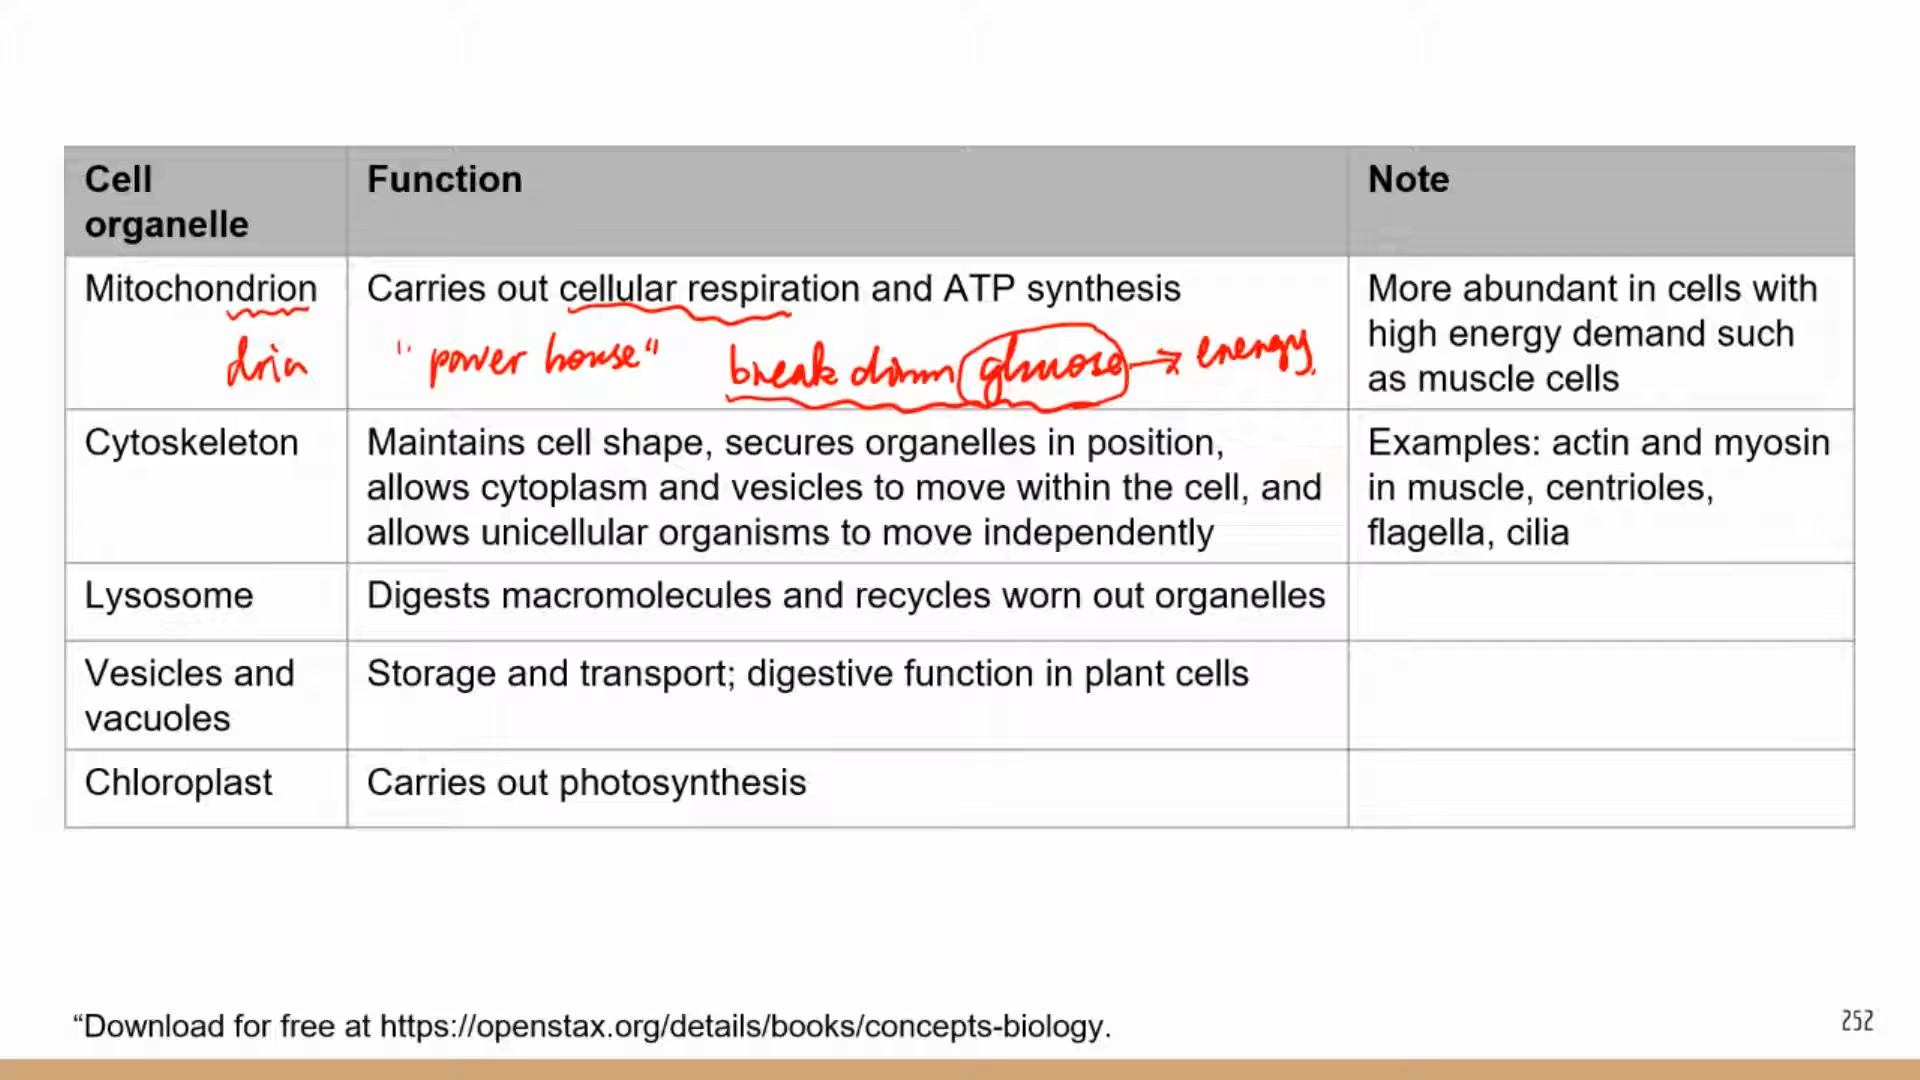 Cell
organelle
Function
Note
Mitochondrion
dria
Carries out cellular respiration and ATP synthesis
"power house"
break down glucose → energy.
More abundant in cells with
high energy demand such
as muscle cells
Cytoskeleton
Maintains cell shape, secures organelles in position,
allows cytoplasm and vesicles to move within the cell, and
allows unicellular organisms to move independently
Examples: actin and myosin
in muscle, centrioles,
flagella, cilia
Lysosome
Digests macromolecules and recycles worn out organelles
Vesicles and
vacuoles
Storage and transport; digestive function in plant cells
Chloroplast
Carries out photosynthesis
“Download for free at https://openstax.org/details/books/concepts-biology.
252